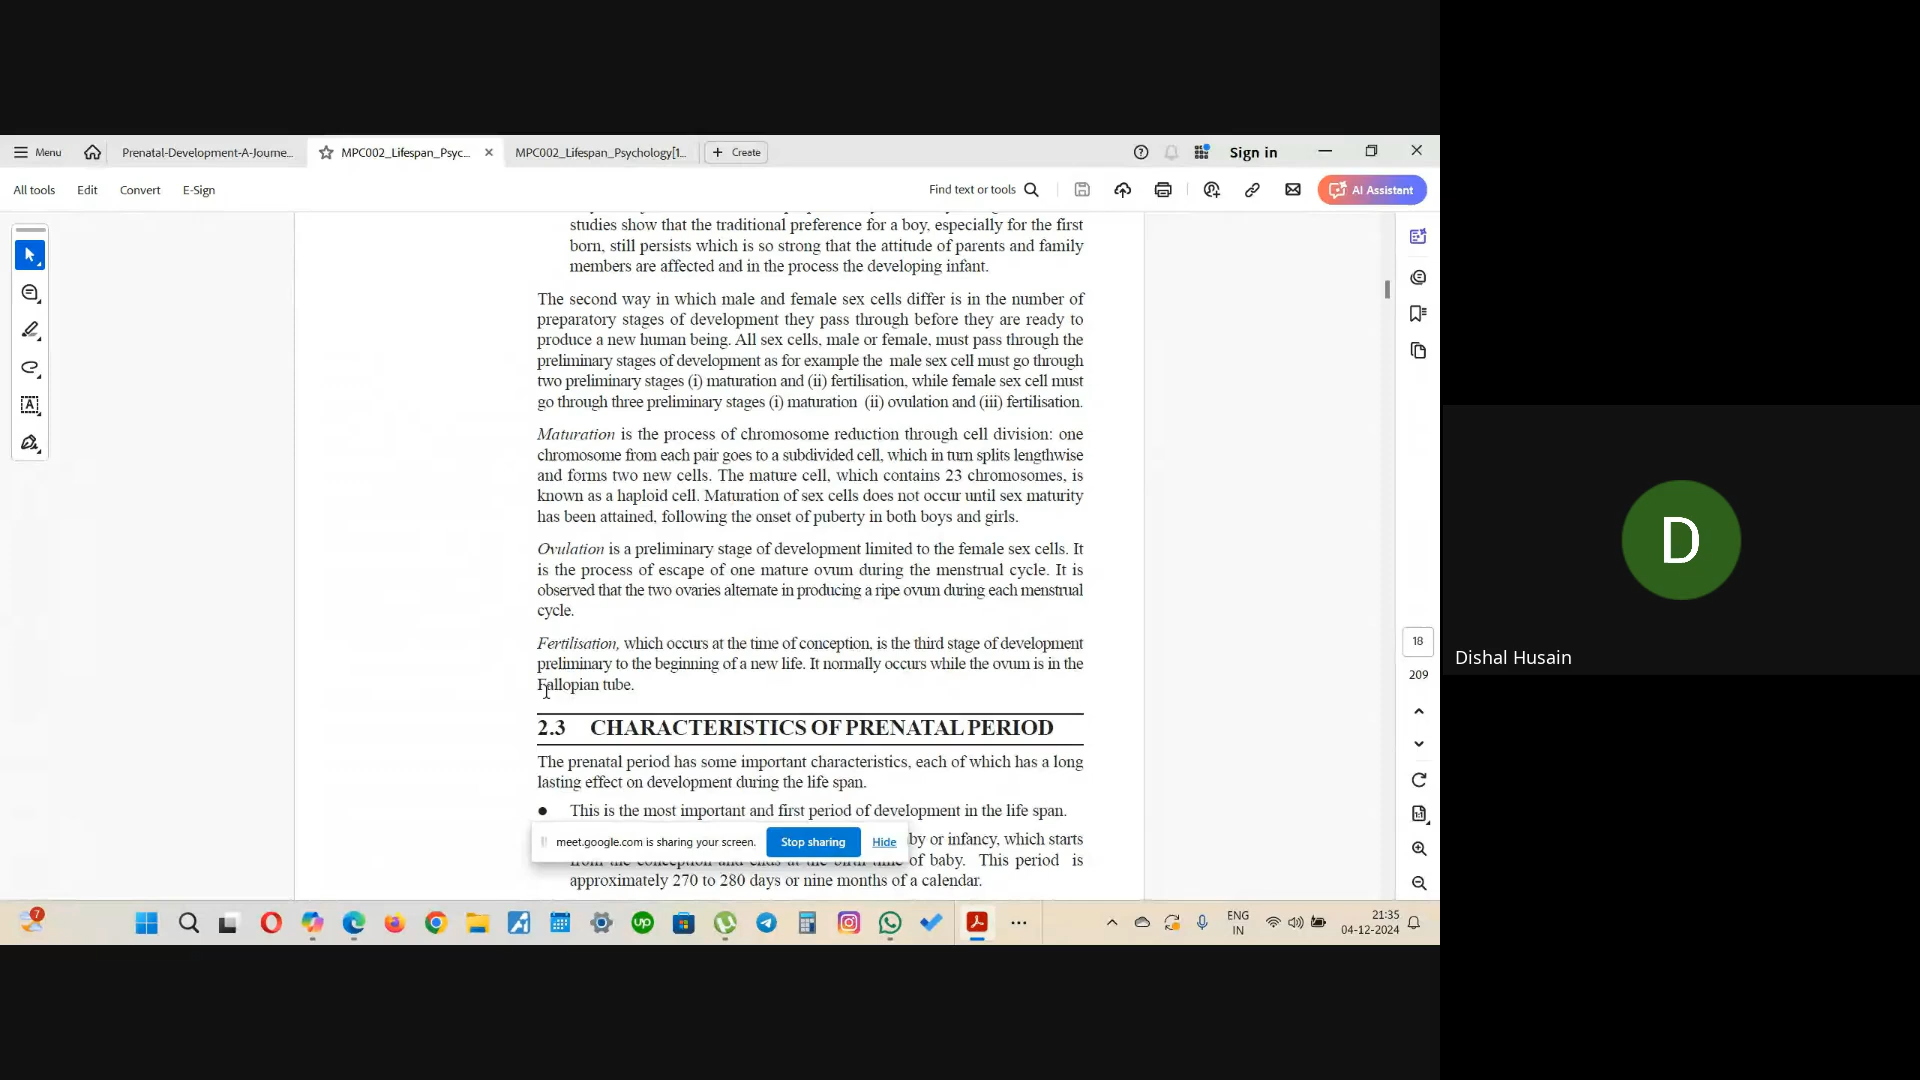 Menu
Prenatal-Development-A-Journe...
MPC002_Lifespan_Psyc...
MPC002_Lifespan_Psychology[1...
Create
Sign in
All tools
Edit
Convert
E-Sign
Find text or tools
AI Assistant
studies show that the traditional preference for a boy, especially for the first
born, still persists which is so strong that the attitude of parents and family
members are affected and in the process the developing infant.
The second way in which male and female sex cells differ is in the number of
preparatory stages of development they pass through before they are ready to
produce a new human being. All sex cells, male or female, must pass through the
preliminary stages of development as for example the male sex cell must go through
two preliminary stages (i) maturation and (ii) fertilisation, while female sex cell must
go through three preliminary stages (i) maturation (ii) ovulation and (iii) fertilisation.
Maturation is the process of chromosome reduction through cell division: one
chromosome from each pair goes to a subdivided cell, which in turn splits lengthwise
and forms two new cells. The mature cell, which contains 23 chromosomes, is
known as a haploid cell. Maturation of sex cells does not occur until sex maturity
has been attained, following the onset of puberty in both boys and girls.
Ovulation is a preliminary stage of development limited to the female sex cells. It
is the process of escape of one mature ovum during the menstrual cycle. It is
observed that the two ovaries alternate in producing a ripe ovum during each menstrual
cycle.
Fertilisation, which occurs at the time of conception, is the third stage of development
preliminary to the beginning of a new life. It normally occurs while the ovum is in the
Fallopian tube.
2.3 CHARACTERISTICS OF PRENATAL PERIOD
The prenatal period has some important characteristics, each of which has a long
lasting effect on development during the life span.
● This is the most important and first period of development in the life span.
by or infancy, which starts
from the conception and ends at the birth time of baby. This period is
approximately 270 to 280 days or nine months of a calendar.
meet.google.com is sharing your screen.
Stop sharing
Hide
18
209
D
Dishal Husain
7
ENG
IN
21:35
04-12-2024